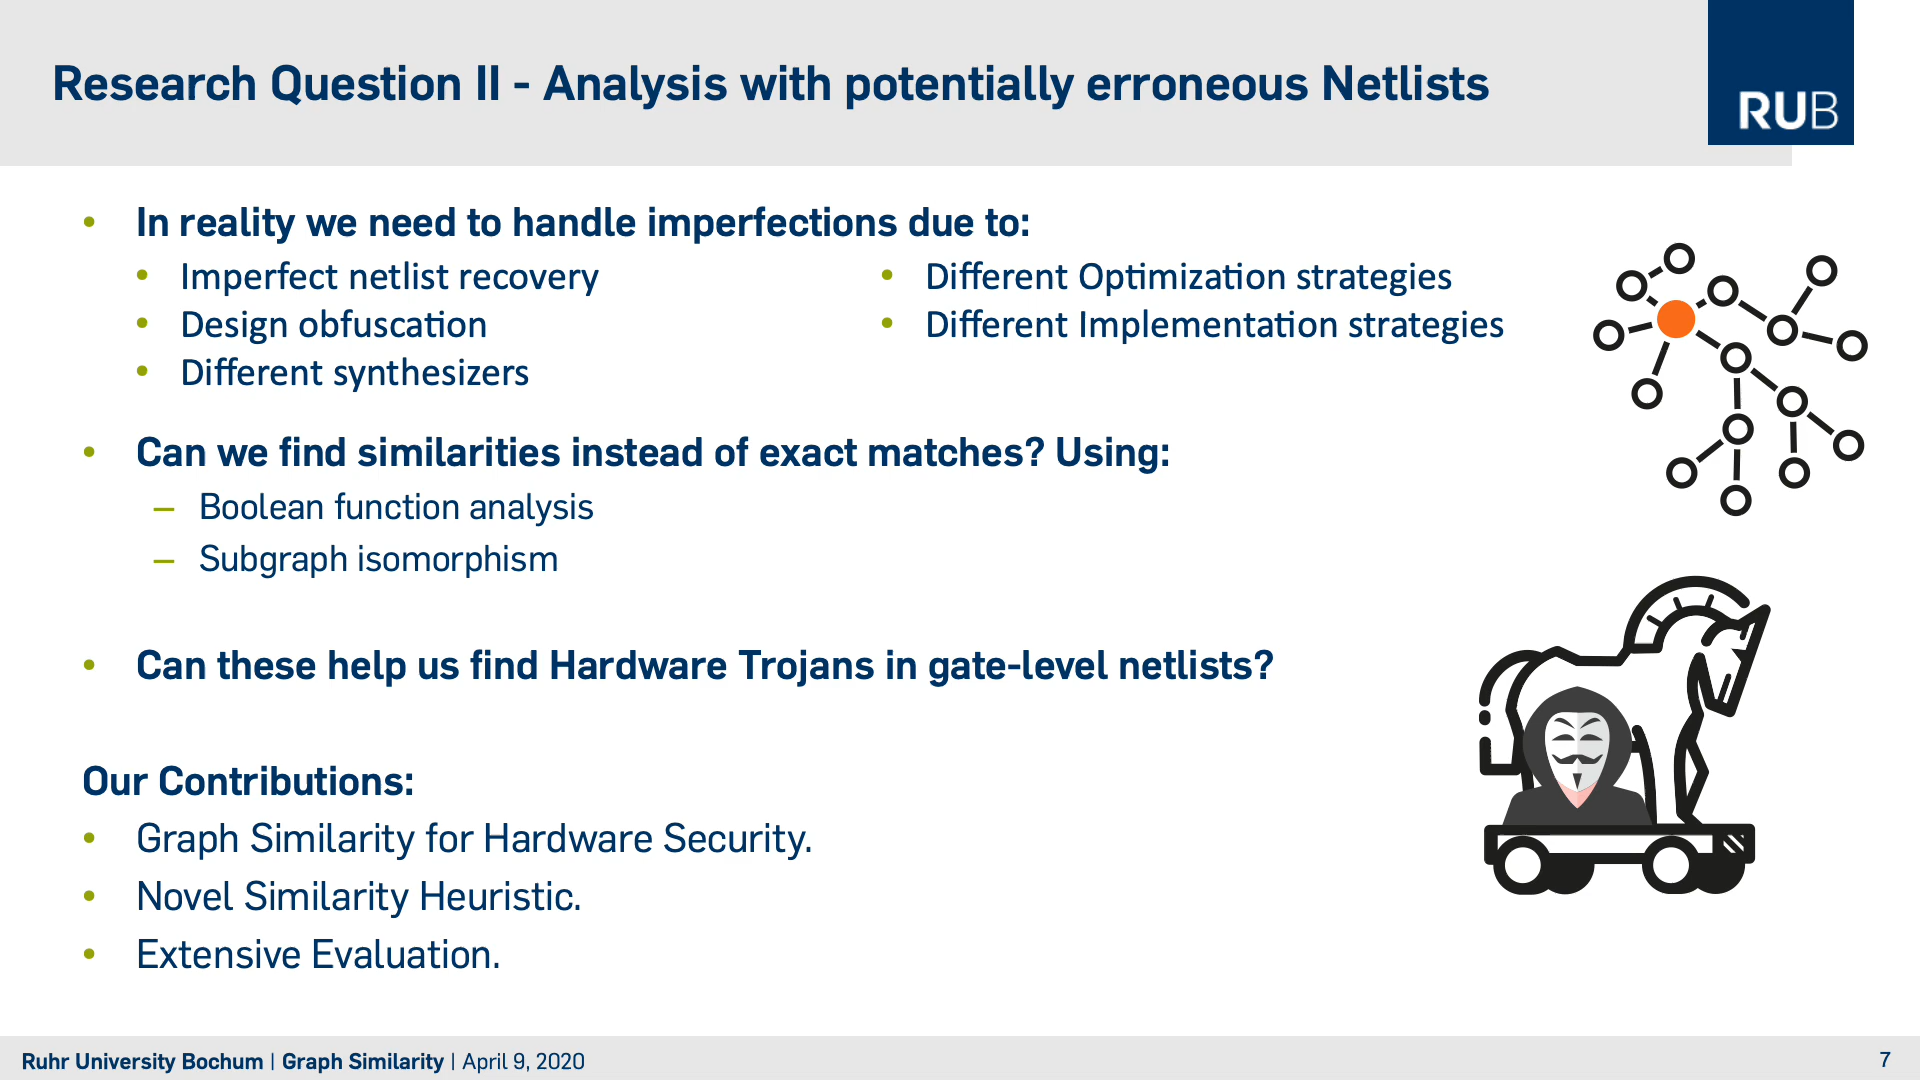 Research Question II - Analysis with potentially erroneous Netlists
RUB
• In reality we need to handle imperfections due to:
• Imperfect netlist recovery
• Design obfuscation
• Different synthesizers
• Different Optimization strategies
• Different Implementation strategies
• Can we find similarities instead of exact matches? Using:
– Boolean function analysis
– Subgraph isomorphism
• Can these help us find Hardware Trojans in gate-level netlists?
Our Contributions:
• Graph Similarity for Hardware Security.
• Novel Similarity Heuristic.
• Extensive Evaluation.
Ruhr University Bochum | Graph Similarity | April 9, 2020
7